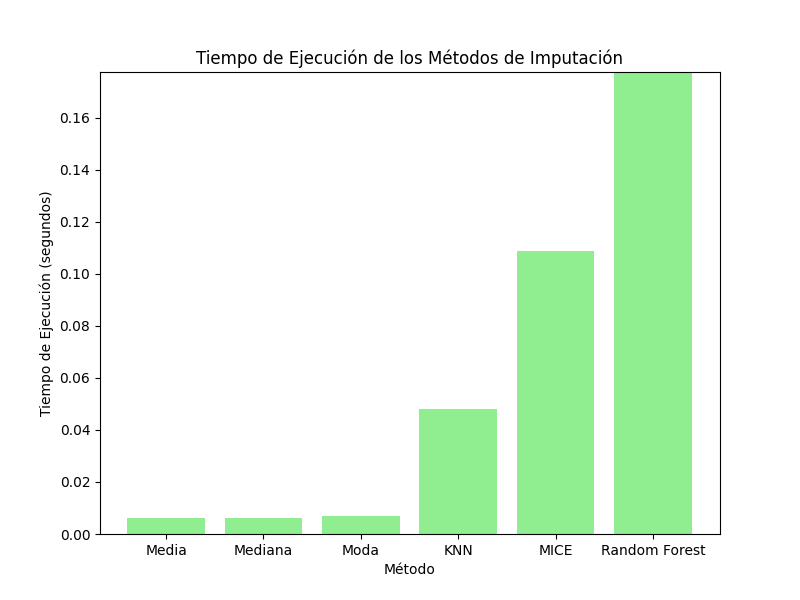 Tiempo de Ejecución de los Métodos de Imputación
Tiempo de Ejecución (segundos)
0.16
0.14
0.12
0.10
0.08
0.06
0.04
0.02
0.00
Media Mediana Moda KNN MICE Random Forest
Método